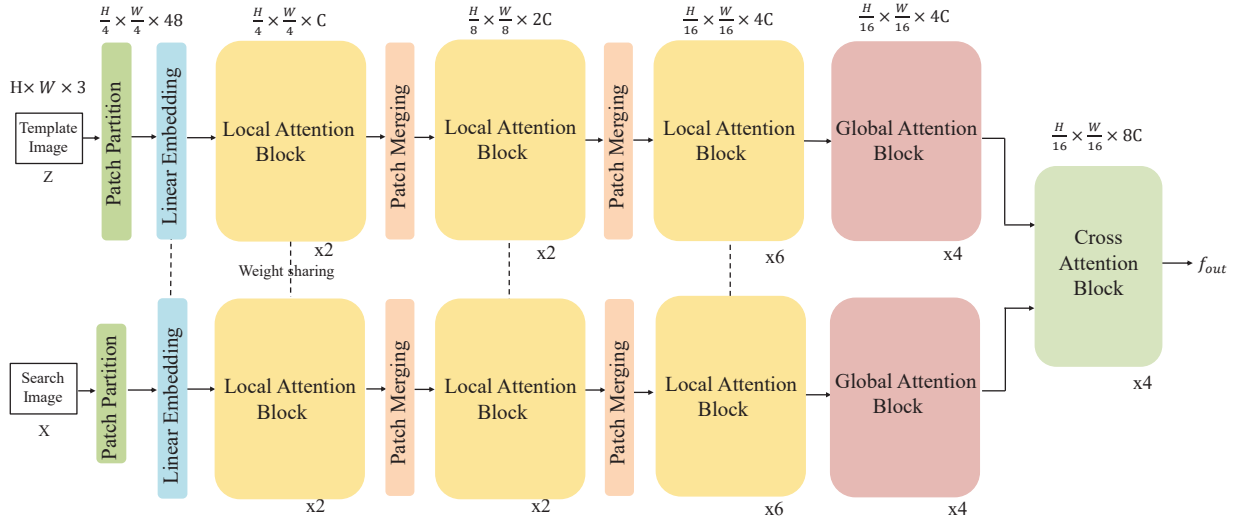 H/4 × W/4 × 48
H/4 × W/4 × C
H/8 × W/8 × 2C
H/16 × W/16 × 4C
H/16 × W/16 × 4C
H× W × 3
Template
Image
Z
Patch Partition
Linear Embedding
Local Attention
Block
x2
Patch Merging
Local Attention
Block
x2
Patch Merging
Local Attention
Block
x6
Global Attention
Block
x4
Weight sharing
H/16 × W/16 × 8C
Cross
Attention
Block
x4
f_out
Search
Image
X
Patch Partition
Linear Embedding
Local Attention
Block
x2
Patch Merging
Local Attention
Block
x2
Patch Merging
Local Attention
Block
x6
Global Attention
Block
x4